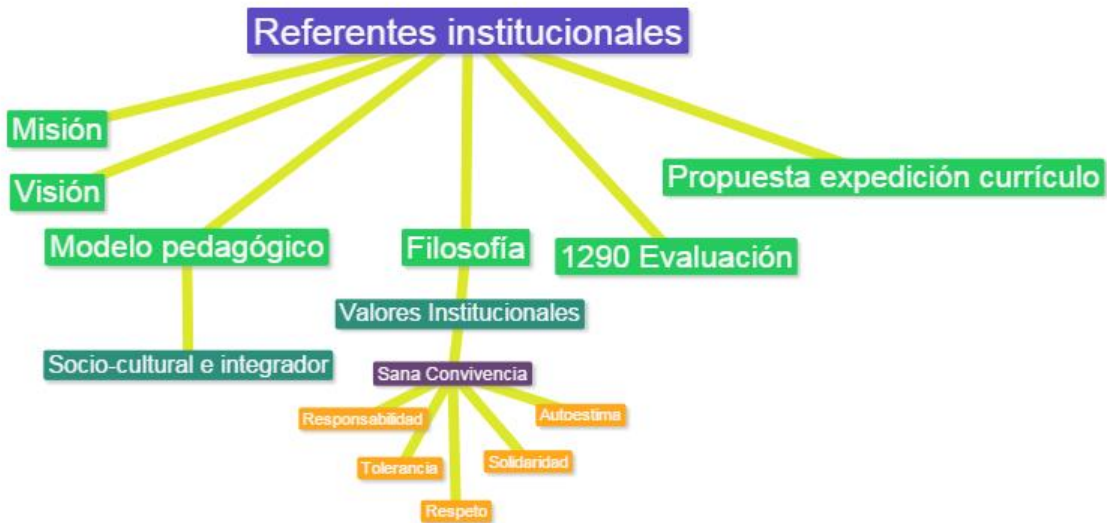 Referentes institucionales
Misión
Visión
Propuesta expedición currículo
Modelo pedagógico
Filosofía
1290 Evaluación
Valores Institucionales
Socio-cultural e integrador
Sana Convivencia
Responsabilidad
Autoestima
Tolerancia
Solidaridad
Respeto